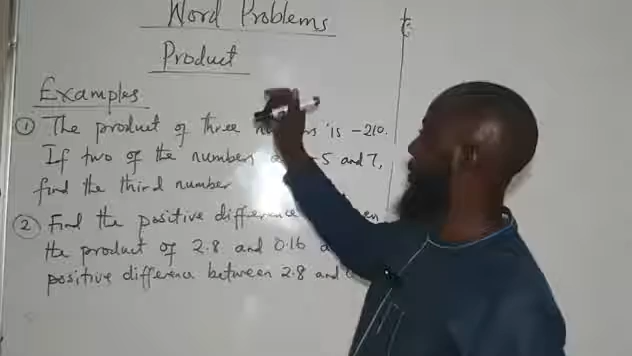 Word Problems
Product
Examples
① The product of three is -210.
If two of the numbers -5 and 7,
find the third number
② Find the positive difference
the product of 2.8 and 0.16
positive difference between 2.8 and